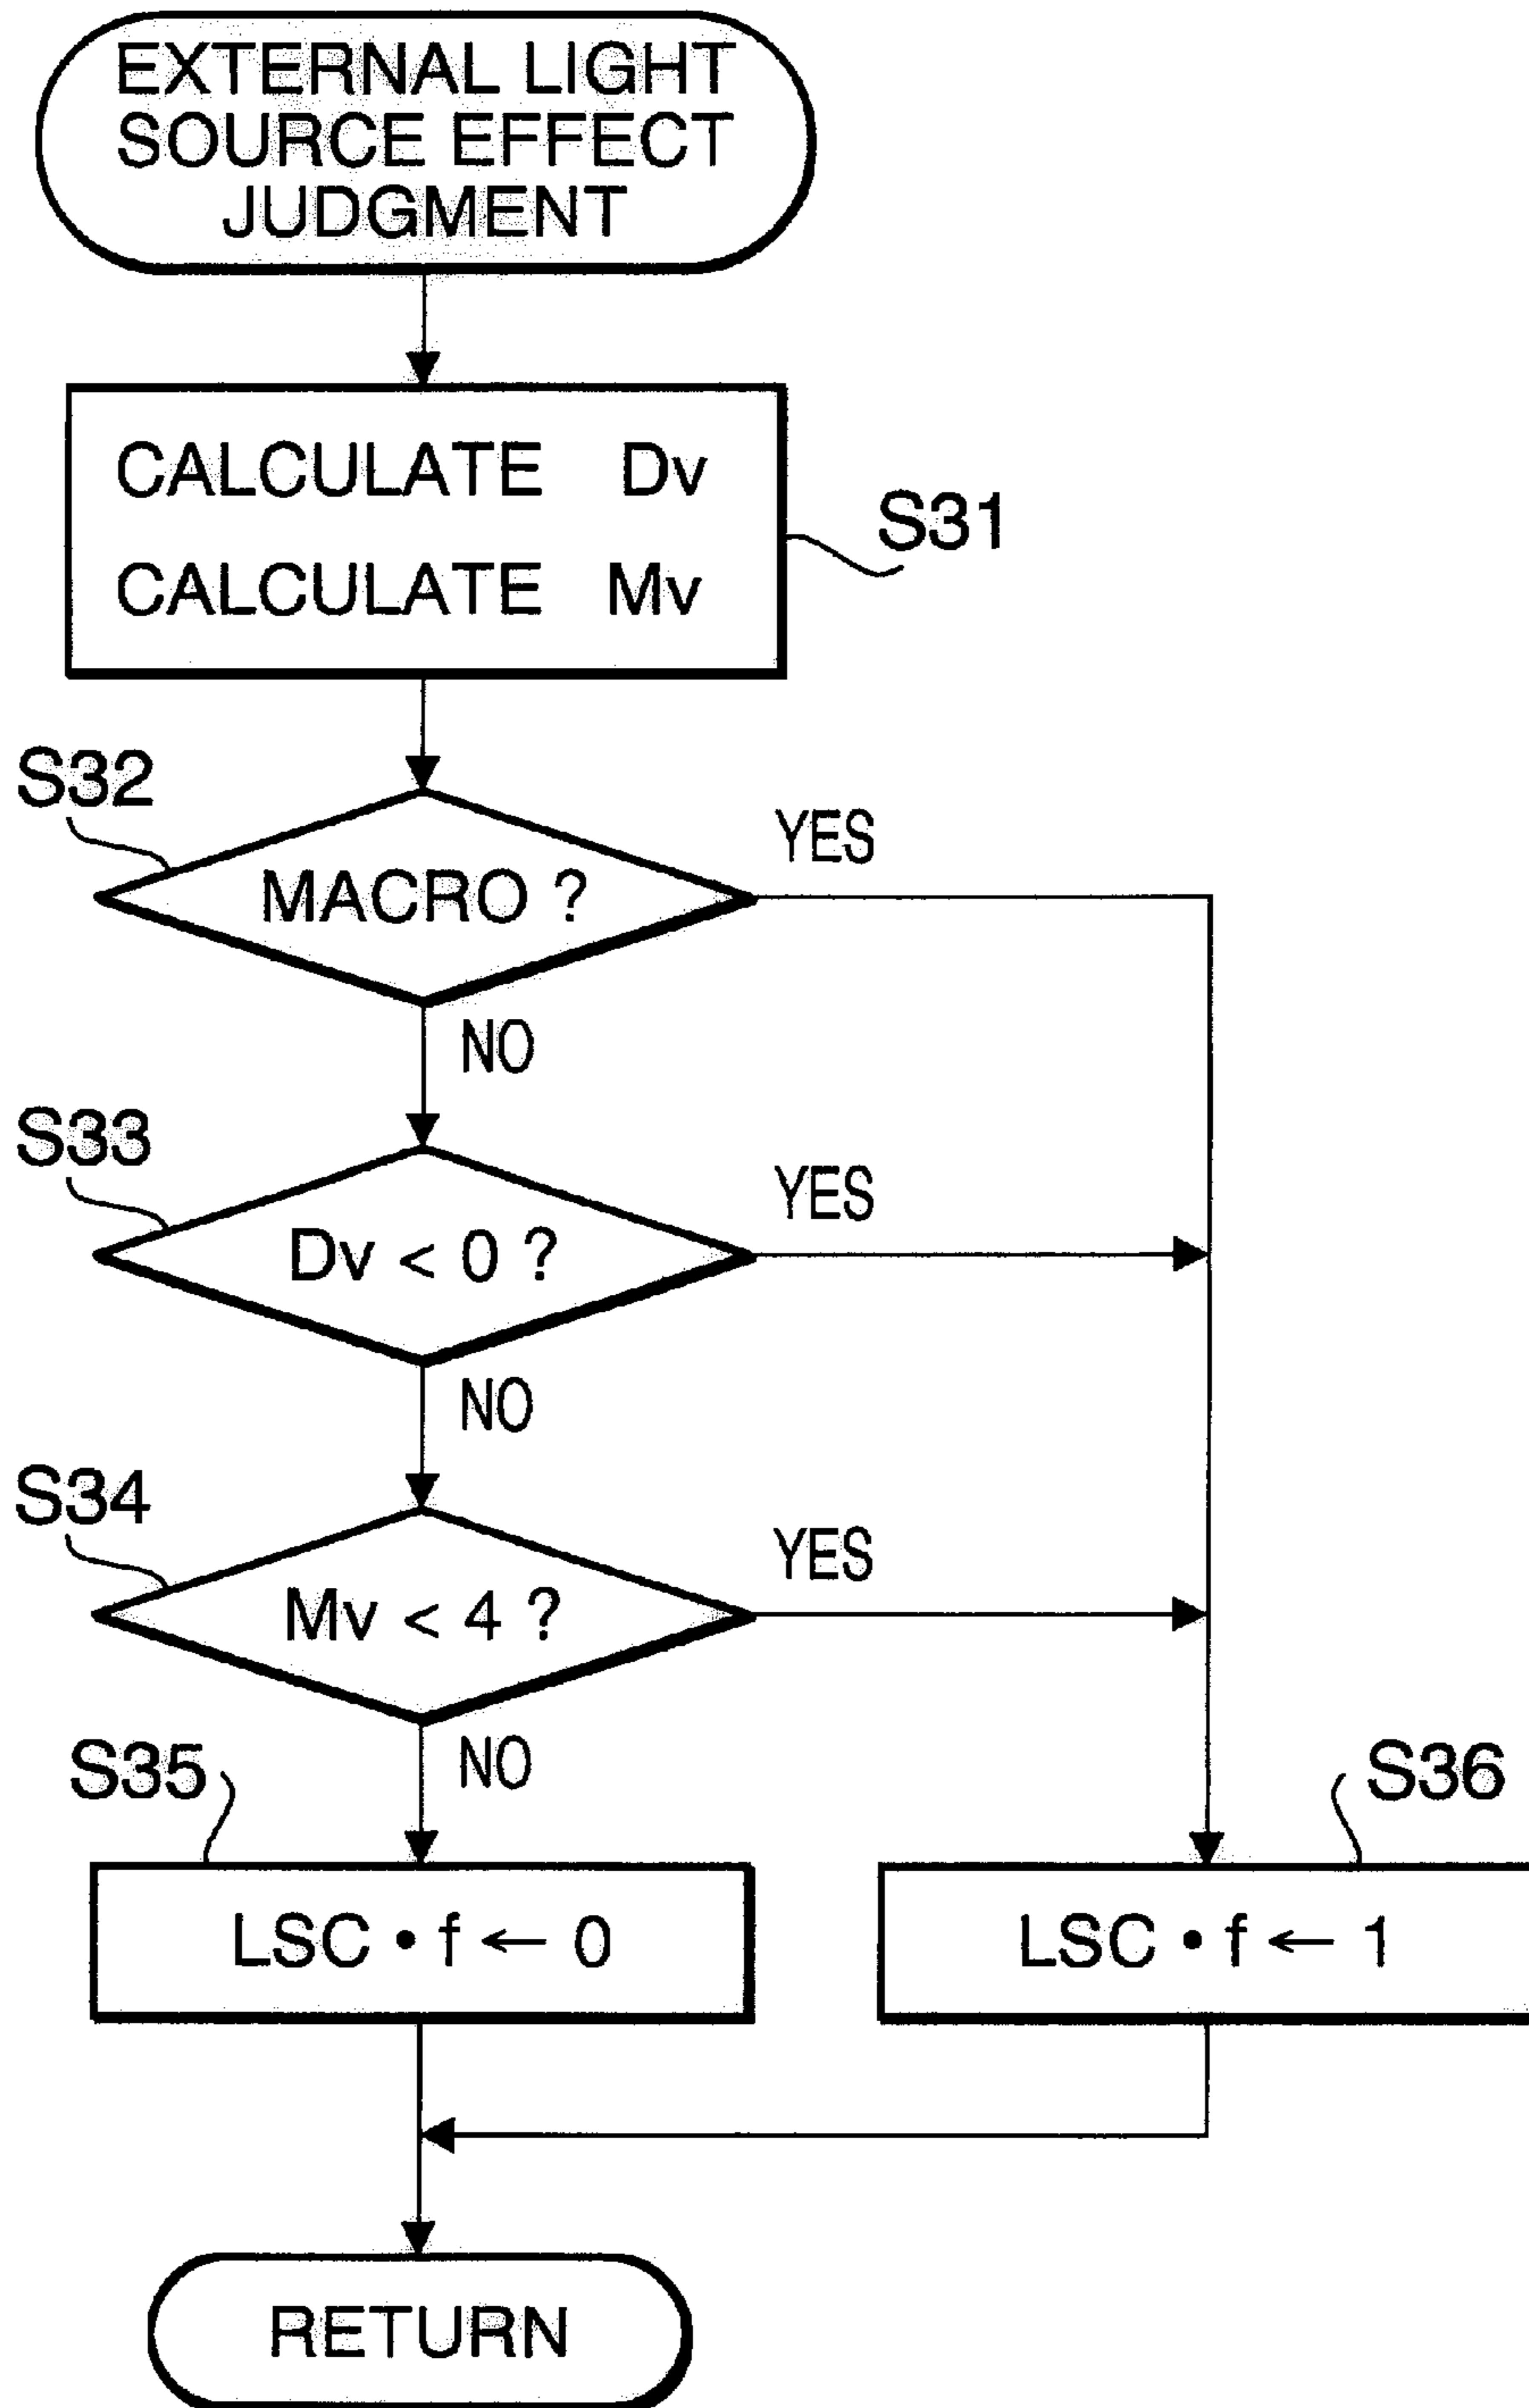 EXTERNAL LIGHT
SOURCE EFFECT
JUDGMENT
CALCULATE Dv
CALCULATE Mv
S31
S32
MACRO ?
YES
NO
S33
Dv < 0 ?
YES
NO
S34
Mv < 4 ?
YES
NO
S35
S36
LSC • f ← 0
LSC • f ← 1
RETURN